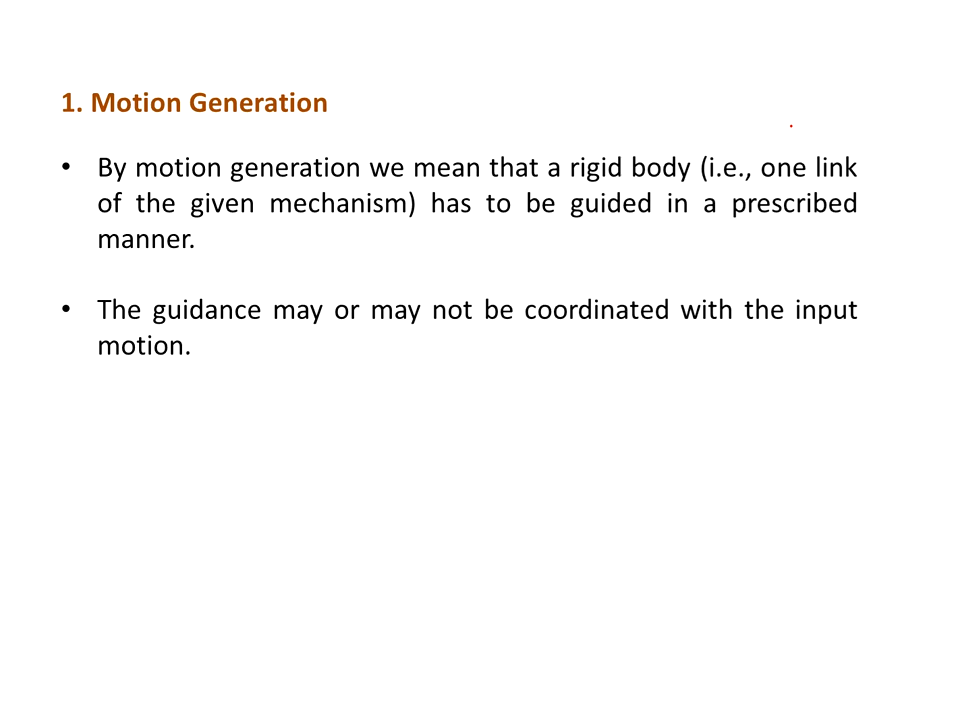 1. Motion Generation
• By motion generation we mean that a rigid body (i.e., one link
of the given mechanism) has to be guided in a prescribed
manner.
• The guidance may or may not be coordinated with the input
motion.